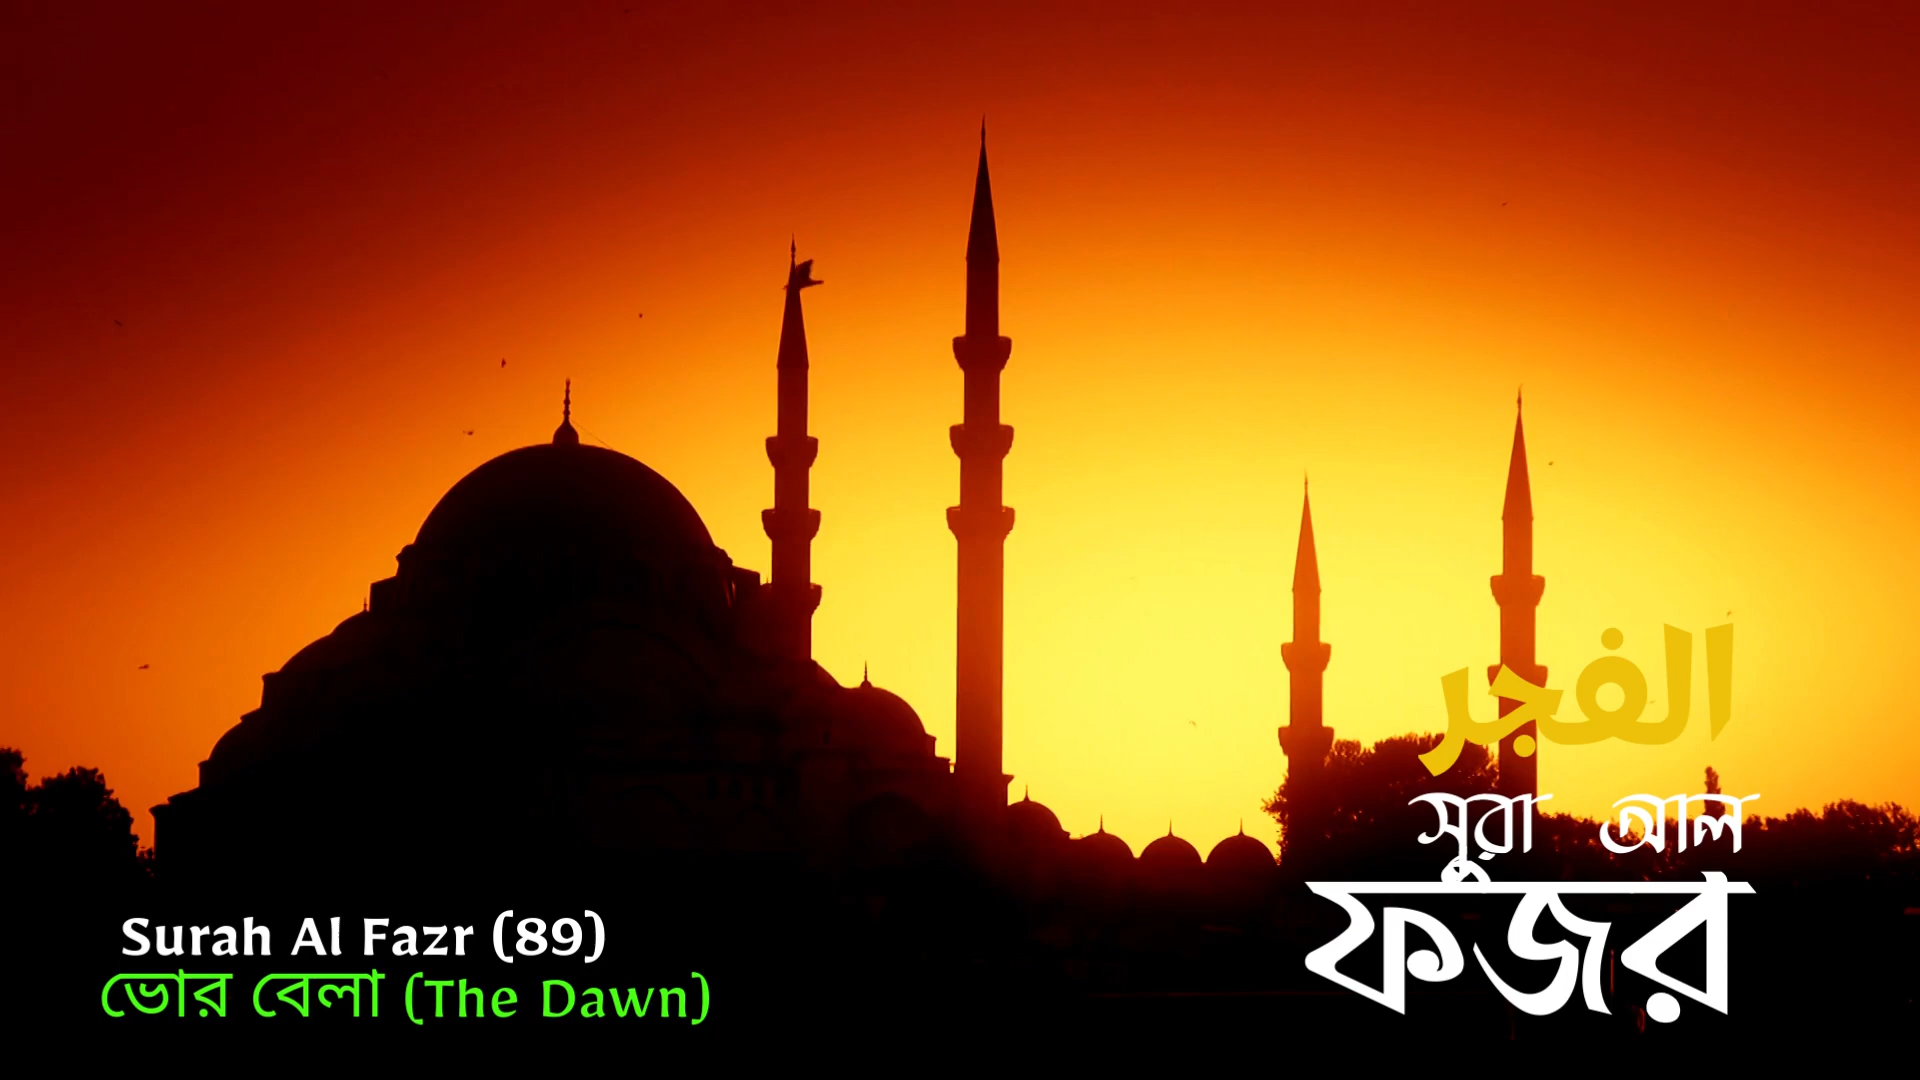 الفجر
সুরা আল
ফজর
Surah Al Fazr (89)
ভোর বেলা (The Dawn)